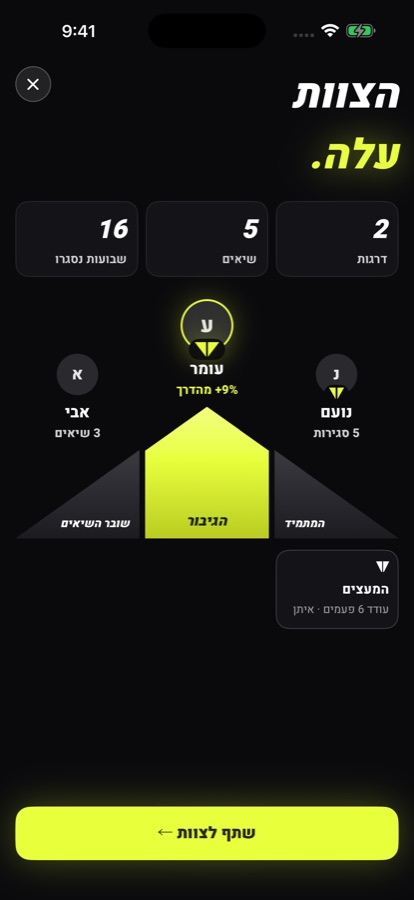 9:41
הצוות
עלה.
2
דרגות
5
שיאים
16
שבועות נסגרו
ע
עומר
+9% מהדרך
נ
נועם
5 סגירות
א
אבי
3 שיאים
המתמיד
הגיבור
שובר השיאים
המעצים
עודד 6 פעמים · איתן
שתף לצוות ←